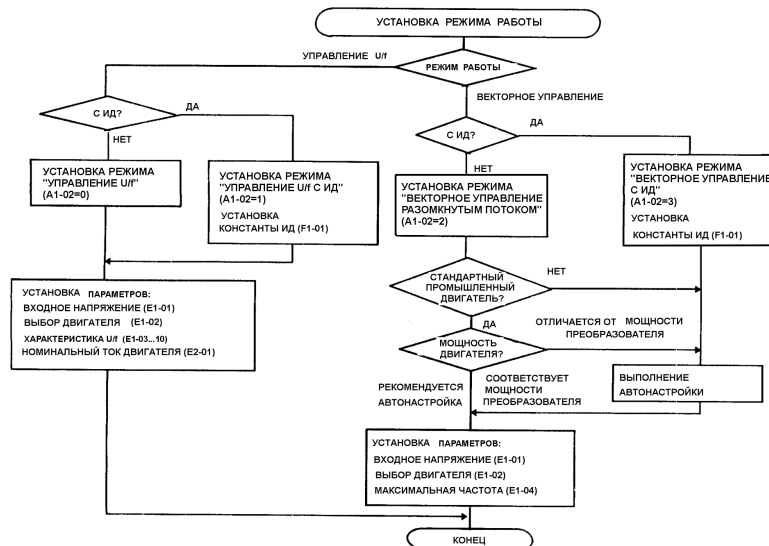 УСТАНОВКА РЕЖИМА РАБОТЫ
УПРАВЛЕНИЕ U/f
РЕЖИМ РАБОТЫ
ВЕКТОРНОЕ УПРАВЛЕНИЕ
С ИД?
ДА
НЕТ
С ИД?
ДА
НЕТ
УСТАНОВКА РЕЖИМА
"УПРАВЛЕНИЕ U/f"
(A1-02=0)
УСТАНОВКА РЕЖИМА
"УПРАВЛЕНИЕ U/f С ИД"
(A1-02=1)
УСТАНОВКА
КОНСТАНТЫ ИД (F1-01)
УСТАНОВКА РЕЖИМА
"ВЕКТОРНОЕ УПРАВЛЕНИЕ
РАЗОМКНУТЫМ ПОТОКОМ"
(A1-02=2)
УСТАНОВКА РЕЖИМА
"ВЕКТОРНОЕ УПРАВЛЕНИЕ
С ИД"
(A1-02=3)
УСТАНОВКА
КОНСТАНТЫ ИД (F1-01)
СТАНДАРТНЫЙ
ПРОМЫШЛЕННЫЙ
ДВИГАТЕЛЬ?
НЕТ
ДА
УСТАНОВКА ПАРАМЕТРОВ:
ВХОДНОЕ НАПРЯЖЕНИЕ (E1-01)
ВЫБОР ДВИГАТЕЛЯ (E1-02)
ХАРАКТЕРИСТИКА U/f (E1-03...10)
НОМИНАЛЬНЫЙ ТОК ДВИГАТЕЛЯ (E2-01)
МОЩНОСТЬ
ДВИГАТЕЛЯ?
ОТЛИЧАЕТСЯ ОТ МОЩНОСТИ
ПРЕОБРАЗОВАТЕЛЯ
РЕКОМЕНДУЕТСЯ
АВТОНАСТРОЙКА
СООТВЕТСТВУЕТ
МОЩНОСТИ
ПРЕОБРАЗОВАТЕЛЯ
ВЫПОЛНЕНИЕ
АВТОНАСТРОЙКИ
УСТАНОВКА ПАРАМЕТРОВ:
ВХОДНОЕ НАПРЯЖЕНИЕ (E1-01)
ВЫБОР ДВИГАТЕЛЯ (E1-02)
МАКСИМАЛЬНАЯ ЧАСТОТА (E1-04)
КОНЕЦ